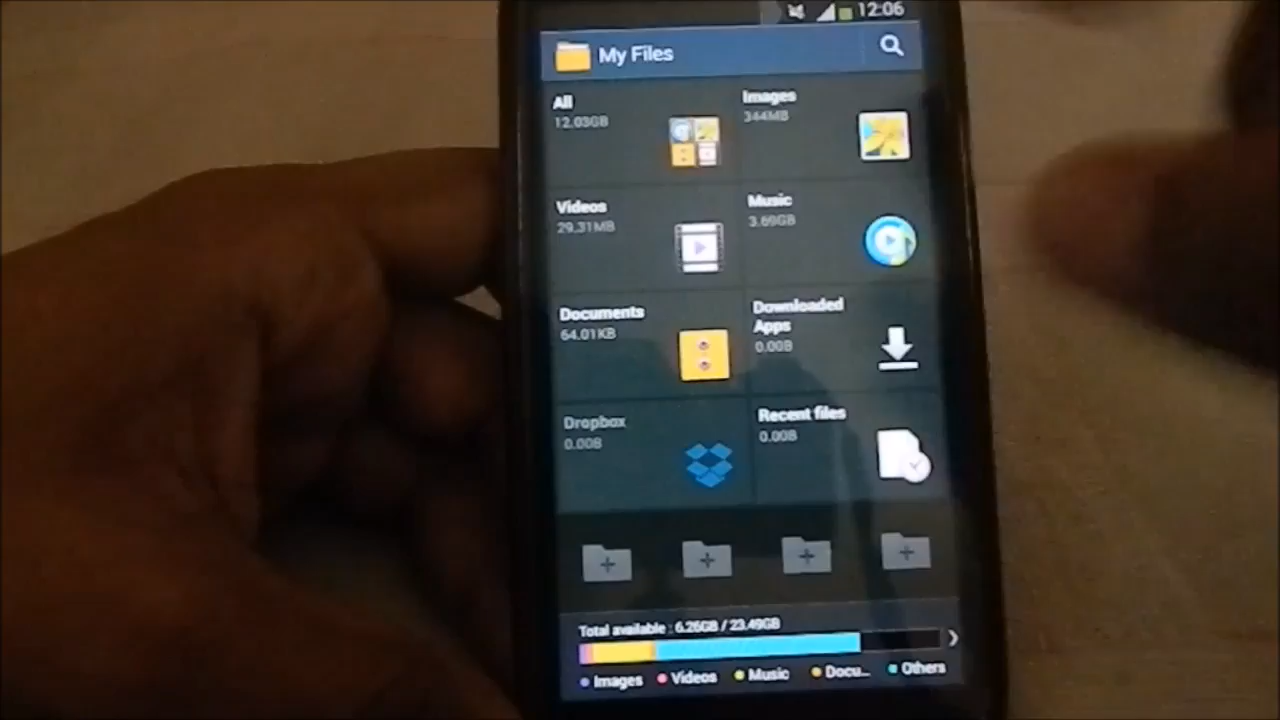 12:06
My Files
All
12.03GB
Images
344MB
Videos
29.31MB
Music
3.69GB
Documents
64.01KB
Downloaded
Apps
0.00B
Dropbox
0.00B
Recent files
0.00B
Total available : 6.26GB / 23.49GB
Images
Videos
Music
Docu...
Others